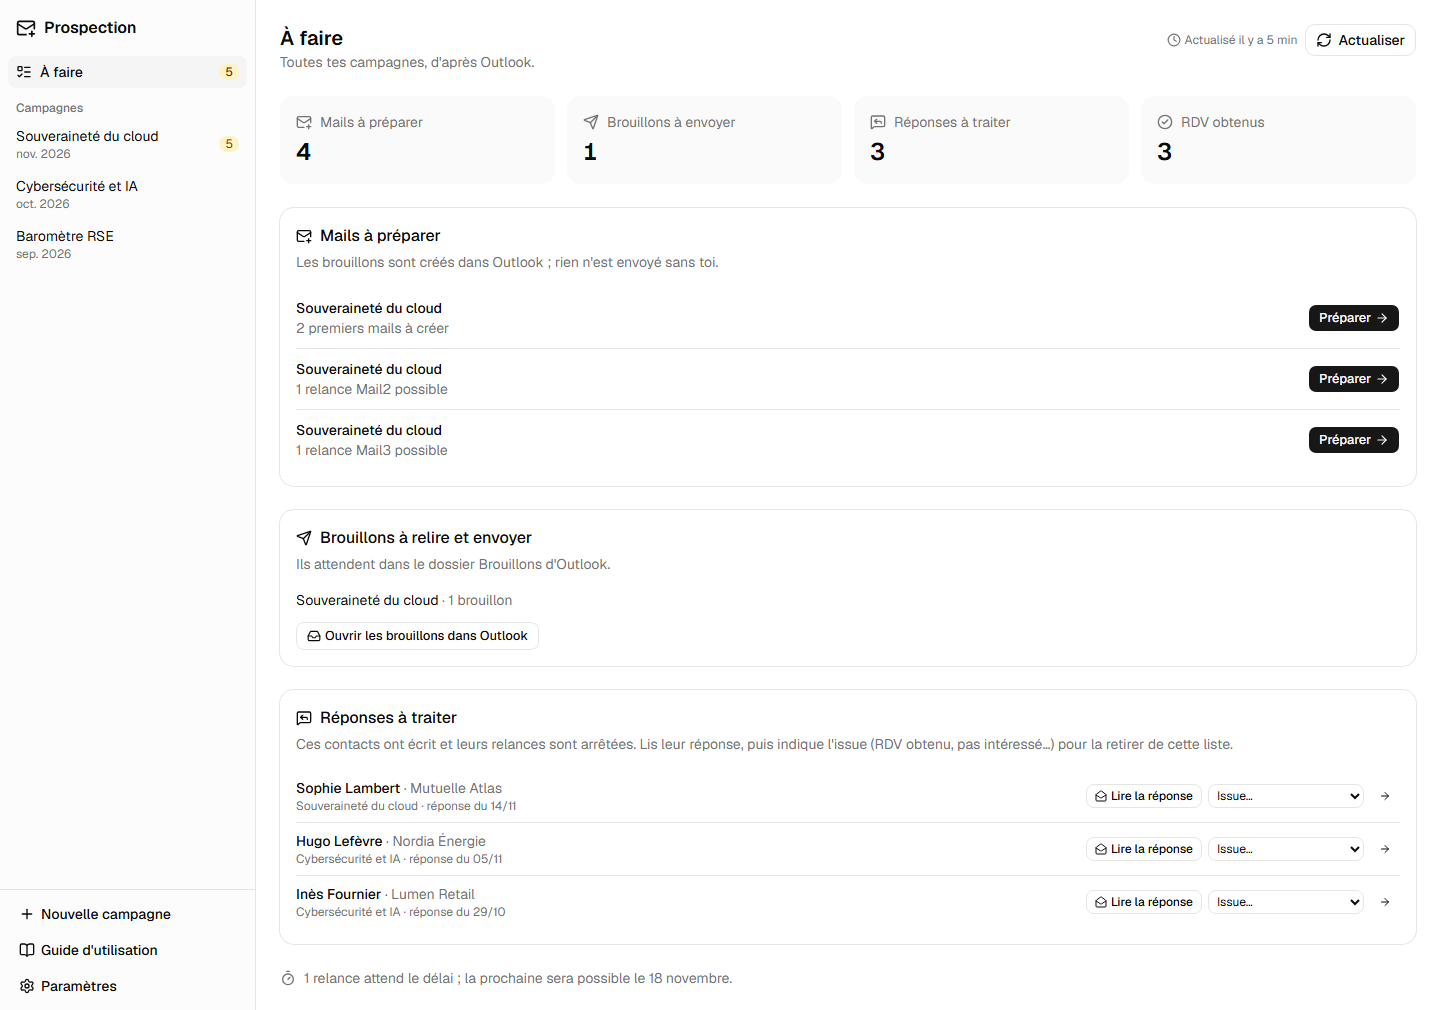 Prospection
À faire 5
Campagnes
Souveraineté du cloud
nov. 2026
5
Cybersécurité et IA
oct. 2026
Baromètre RSE
sep. 2026
Nouvelle campagne
Guide d'utilisation
Paramètres
À faire
Toutes tes campagnes, d'après Outlook.
Actualisé il y a 5 min
Actualiser
Mails à préparer
4
Brouillons à envoyer
1
Réponses à traiter
3
RDV obtenus
3
Mails à préparer
Les brouillons sont créés dans Outlook ; rien n'est envoyé sans toi.
Souveraineté du cloud
2 premiers mails à créer
Préparer
Souveraineté du cloud
1 relance Mail2 possible
Préparer
Souveraineté du cloud
1 relance Mail3 possible
Préparer
Brouillons à relire et envoyer
Ils attendent dans le dossier Brouillons d'Outlook.
Souveraineté du cloud · 1 brouillon
Ouvrir les brouillons dans Outlook
Réponses à traiter
Ces contacts ont écrit et leurs relances sont arrêtées. Lis leur réponse, puis indique l'issue (RDV obtenu, pas intéressé…) pour la retirer de cette liste.
Sophie Lambert · Mutuelle Atlas
Souveraineté du cloud · réponse du 14/11
Lire la réponse
Issue…
Hugo Lefèvre · Nordia Énergie
Cybersécurité et IA · réponse du 05/11
Lire la réponse
Issue…
Inès Fournier · Lumen Retail
Cybersécurité et IA · réponse du 29/10
Lire la réponse
Issue…
1 relance attend le délai ; la prochaine sera possible le 18 novembre.